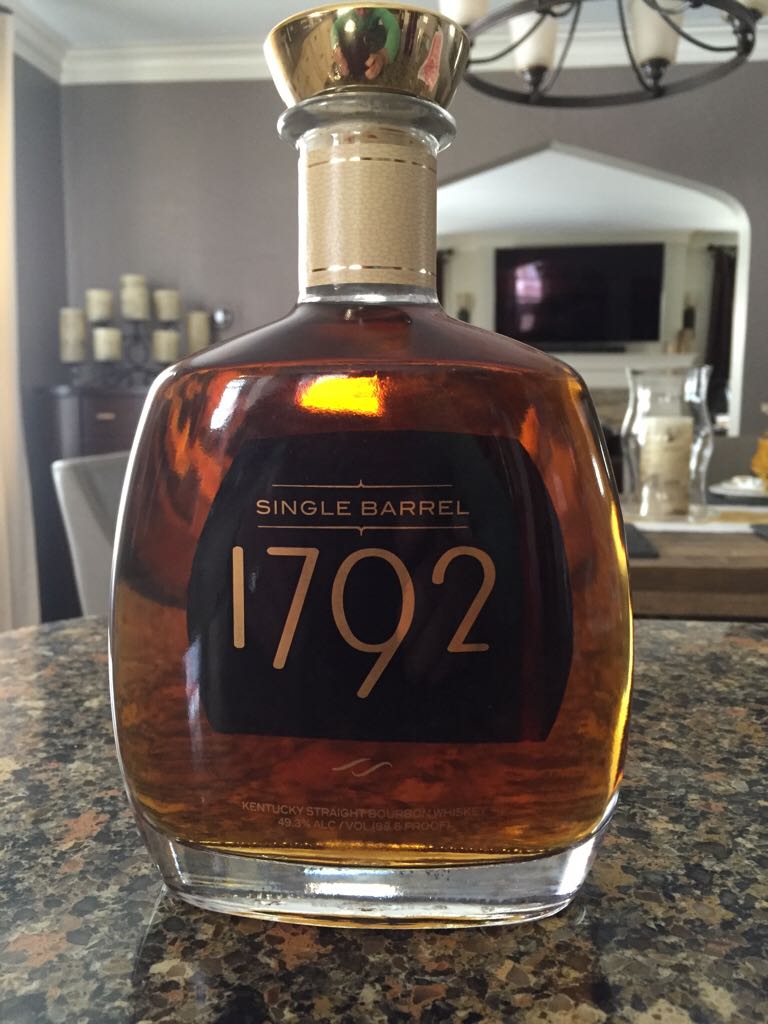 SINGLE BARREL
1792
KENTUCKY STRAIGHT BOURBON WHISKEY
49.3% ALC / VOL (98.6 PROOF)